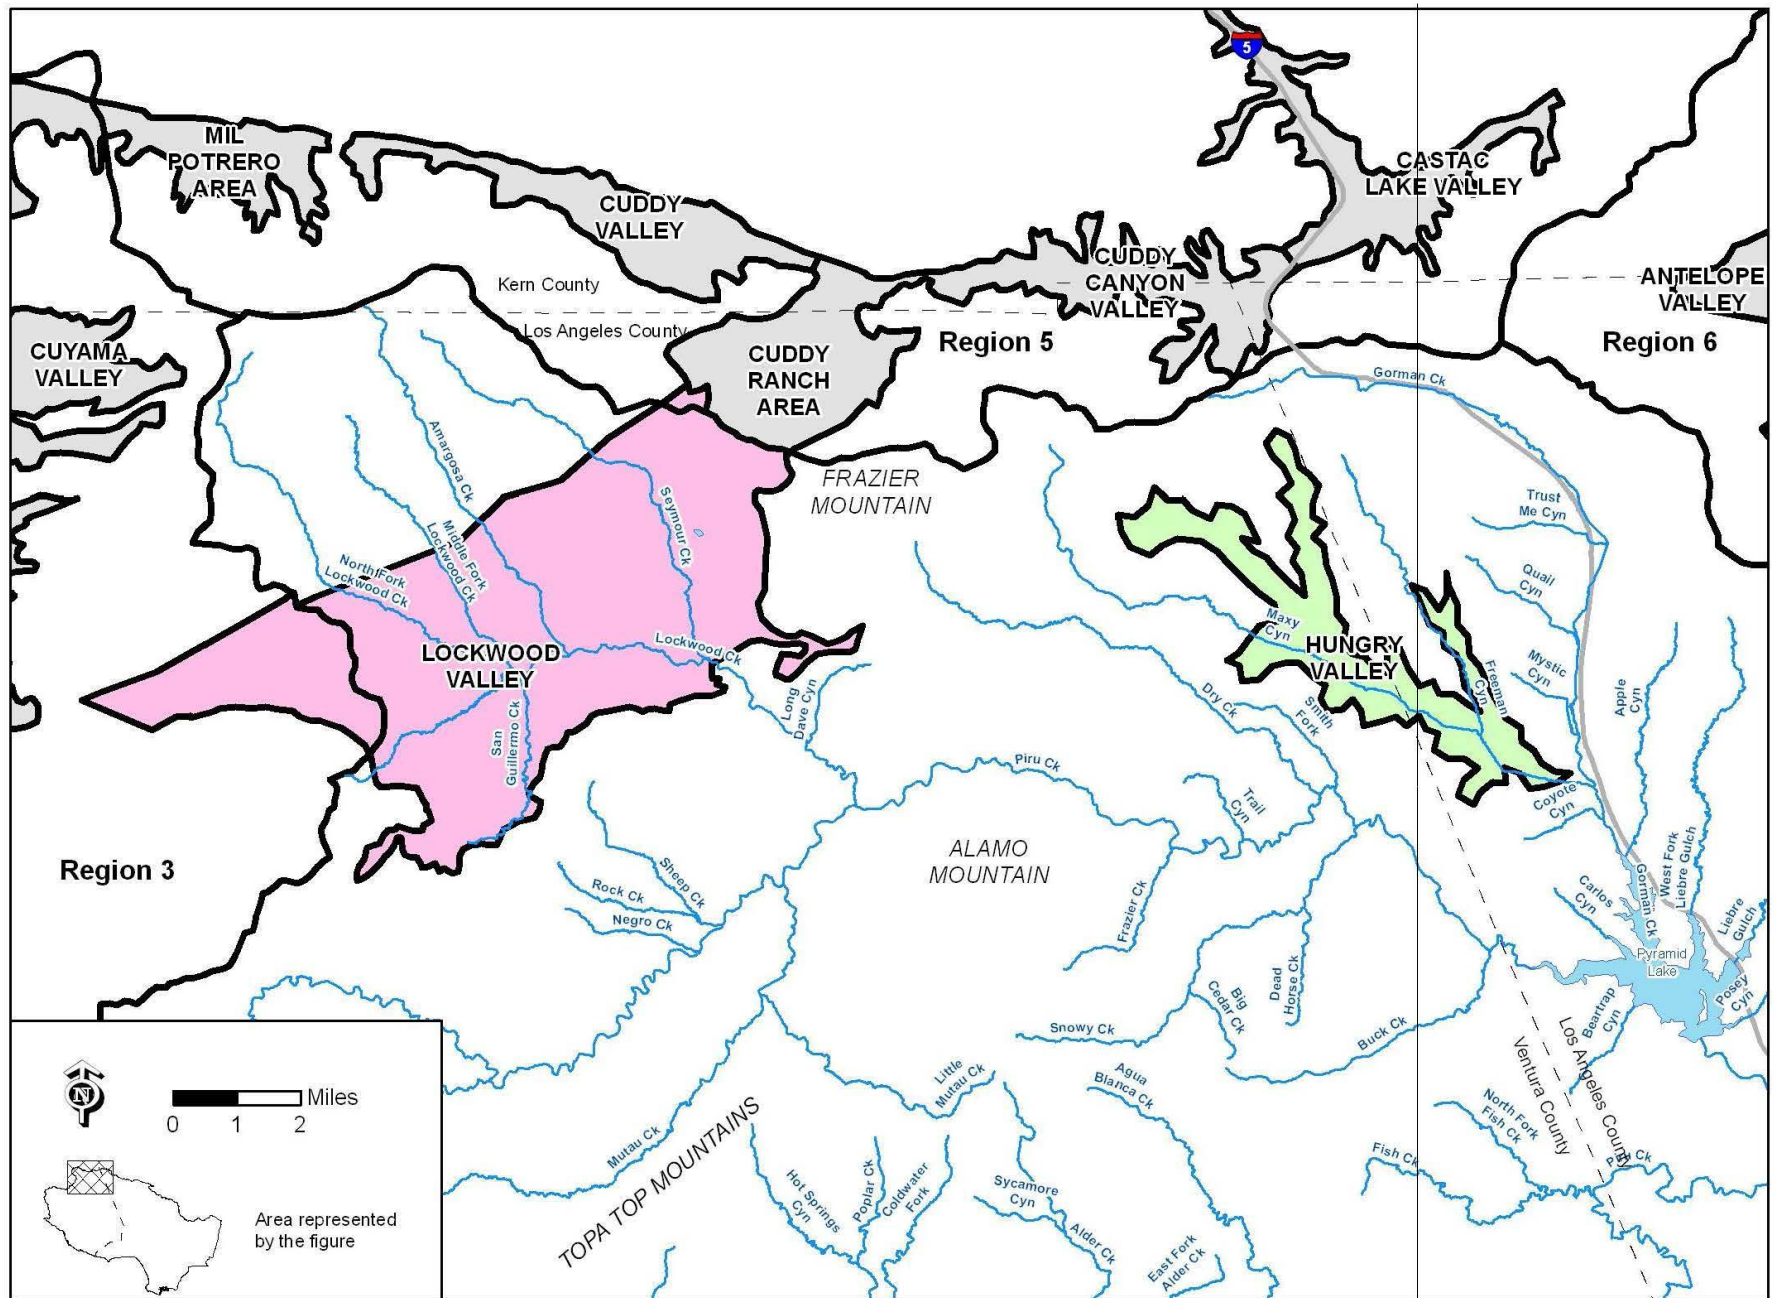 5
MIL
POTRERO
AREA
CASTAC
LAKE VALLEY
CUDDY
VALLEY
CUDDY
CANYON
VALLEY
ANTELOPE
VALLEY
Kern County
Los Angeles County
Region 5
Region 6
CUYAMA
VALLEY
CUDDY
RANCH
AREA
Gorman Ck
Amargosa Ck
FRAZIER
MOUNTAIN
Seymour Ck
Trust
Me Cyn
Middle Fork
Lockwood Ck
North Fork
Lockwood Ck
Quail
Cyn
Maxy
Cyn
HUNGRY
VALLEY
LOCKWOOD
VALLEY
Lockwood Ck
Mystic
Cyn
Freeman
Cyn
Apple
Cyn
Long
Dave Cyn
Dry Ck
Smith
Fork
San
Guillermo Ck
Piru Ck
Trail
Cyn
Coyote
Cyn
ALAMO
MOUNTAIN
Region 3
Sheep Ck
Rock Ck
Negro Ck
Frazier Ck
Carlos
Cyn
Gorman Ck
West Fork
Liebre Gulch
Liebre
Gulch
Pyramid
Lake
Posey
Cyn
Dead
Horse Ck
Big
Cedar Ck
Beartrap
Cyn
Snowy Ck
Buck Ck
Los Angeles County
Ventura County
Little
Mutau Ck
Agua
Blanca Ck
North Fork
Fish Ck
Fish Ck
Piru Ck
Mutau Ck
TOPA TOP MOUNTAINS
Hot Springs
Cyn
Poplar Ck
Coldwater
Fork
Sycamore
Cyn
Alder Ck
East Fork
Alder Ck
N
Miles
0 1 2
Area represented
by the figure